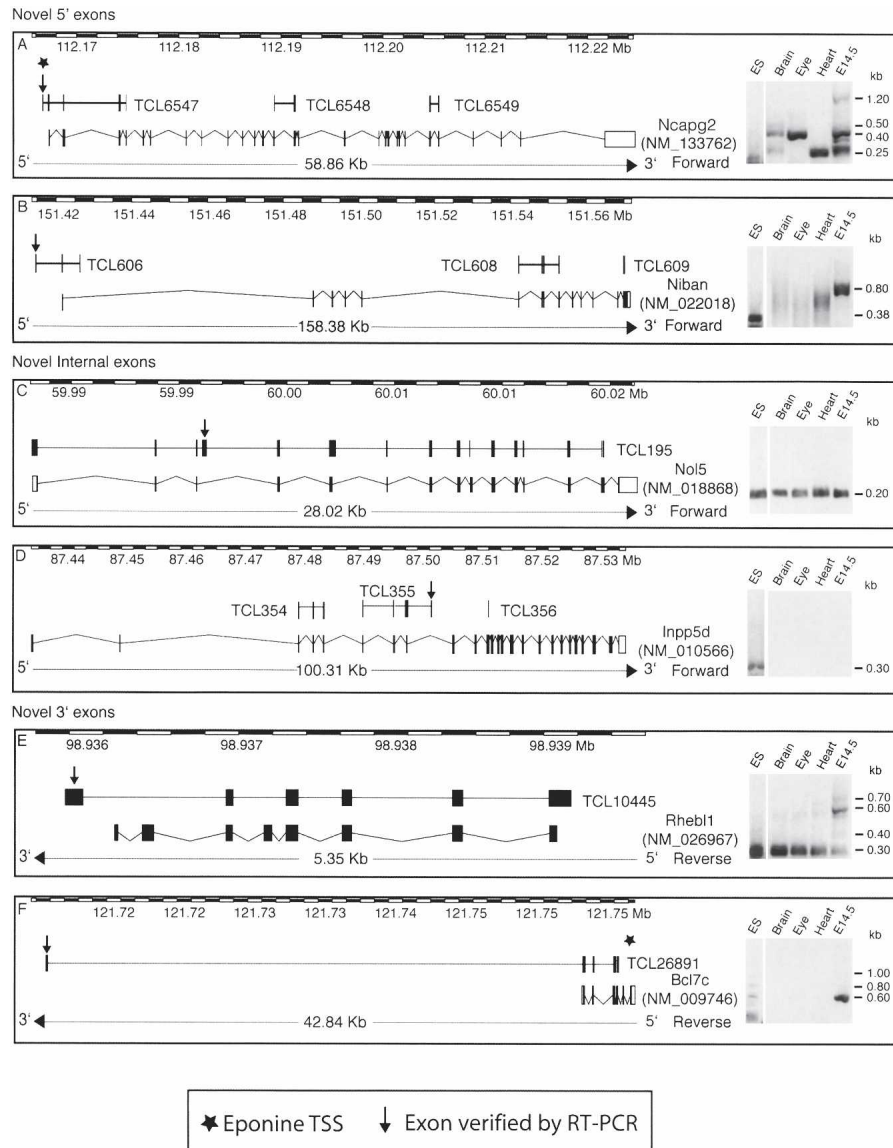 Novel 5' exons
A
112.17 112.18 112.19 112.20 112.21 112.22 Mb
TCL6547 TCL6548 TCL6549
Ncapg2
(NM_133762)
5' 58.86 Kb 3' Forward
ES Brain Eye Heart E14.5
kb
1.20
0.50
0.40
0.25
B
151.42 151.44 151.46 151.48 151.50 151.52 151.54 151.56 Mb
TCL606 TCL608 TCL609
Niban
(NM_022018)
5' 158.38 Kb 3' Forward
ES Brain Eye Heart E14.5
kb
0.80
0.38
Novel Internal exons
C
59.99 59.99 60.00 60.01 60.01 60.02 Mb
TCL195
Nol5
(NM_018868)
5' 28.02 Kb 3' Forward
ES Brain Eye Heart E14.5
kb
0.20
D
87.44 87.45 87.46 87.47 87.48 87.49 87.50 87.51 87.52 87.53 Mb
TCL355
TCL354 TCL356
Inpp5d
(NM_010566)
5' 100.31 Kb 3' Forward
ES Brain Eye Heart E14.5
kb
0.30
Novel 3' exons
E
98.936 98.937 98.938 98.939 Mb
TCL10445
Rhebl1
(NM_026967)
3' 5.35 Kb 5' Reverse
ES Brain Eye Heart E14.5
kb
0.70
0.60
0.40
0.30
F
121.72 121.72 121.73 121.73 121.74 121.75 121.75 121.75 Mb
TCL26891
Bcl7c
(NM_009746)
3' 42.84 Kb 5' Reverse
ES Brain Eye Heart E14.5
kb
1.00
0.80
0.60
Eponine TSS Exon verified by RT-PCR